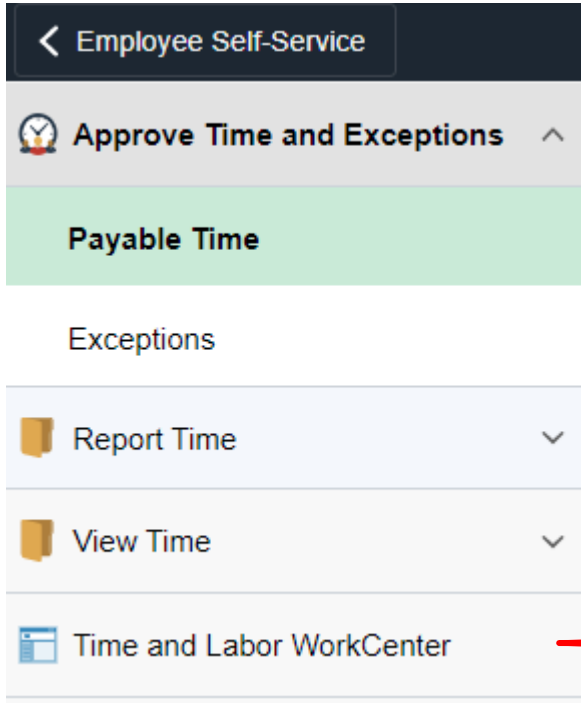 Employee Self-Service
Approve Time and Exceptions
Payable Time
Exceptions
Report Time
View Time
Time and Labor WorkCenter